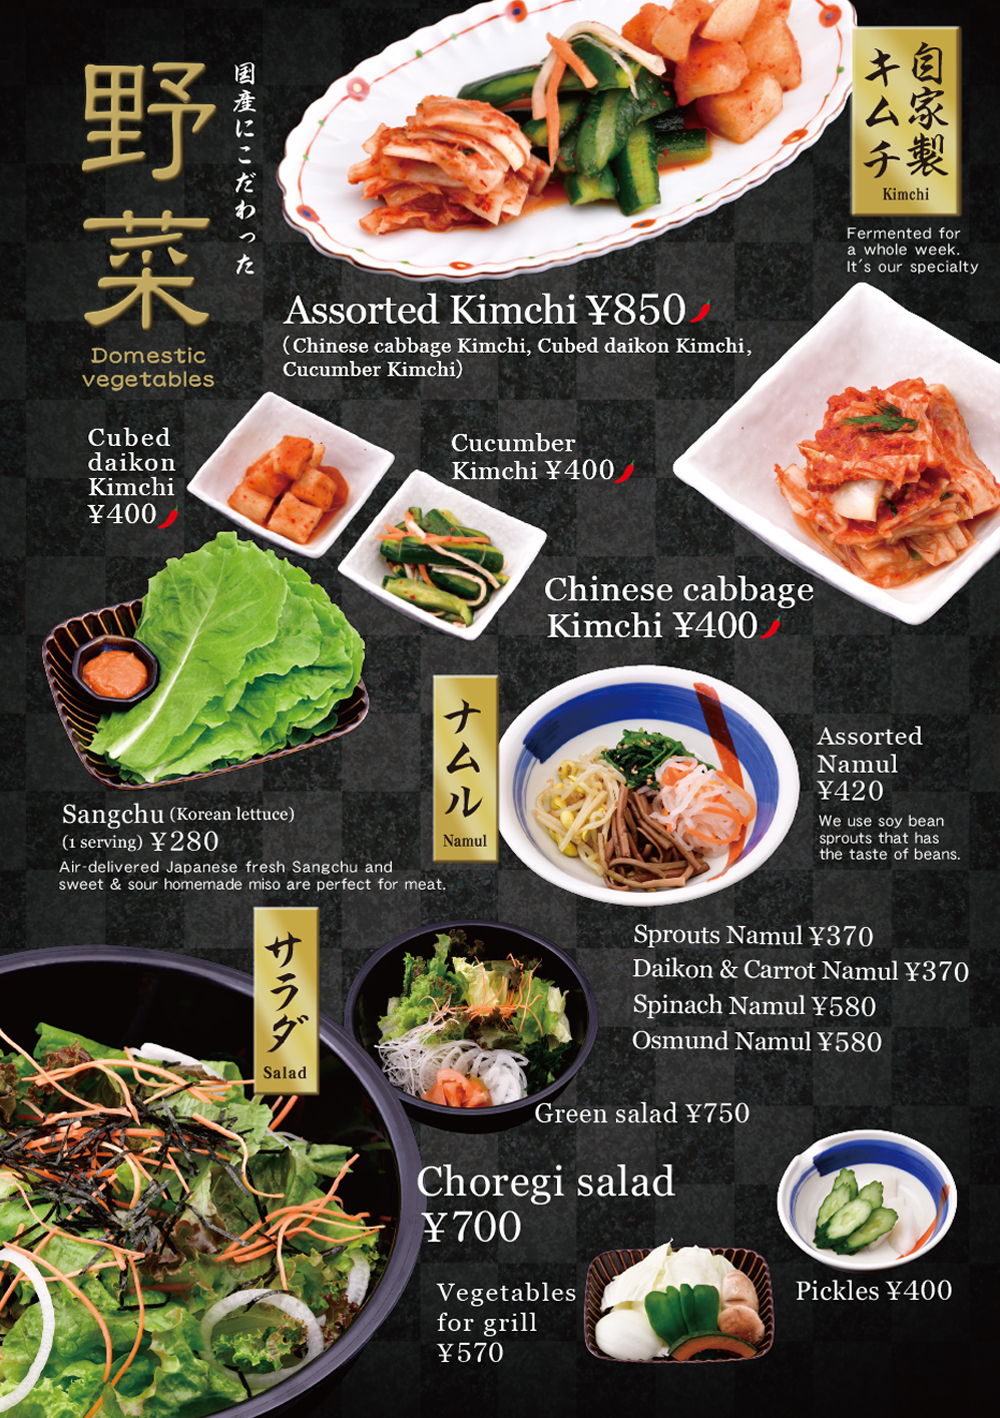 野菜
国産にこだわった
Domestic
vegetables
自家製
キムチ
Kimchi
Fermented for
a whole week.
It's our specialty
Assorted Kimchi ¥850
(Chinese cabbage Kimchi, Cubed daikon Kimchi,
Cucumber Kimchi)
Cubed
daikon
Kimchi
¥400
Cucumber
Kimchi ¥400
Chinese cabbage
Kimchi ¥400
Sangchu (Korean lettuce)
(1 serving) ¥280
Air-delivered Japanese fresh Sangchu and
sweet & sour homemade miso are perfect for meat.
ナムル
Namul
Assorted
Namul
¥420
We use soy bean
sprouts that has
the taste of beans.
Sprouts Namul ¥370
Daikon & Carrot Namul ¥370
Spinach Namul ¥580
Osmund Namul ¥580
サラダ
Salad
Green salad ¥750
Choregi salad
¥700
Vegetables
for grill
¥570
Pickles ¥400